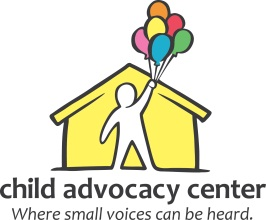 child advocacy center
Where small voices can be heard.